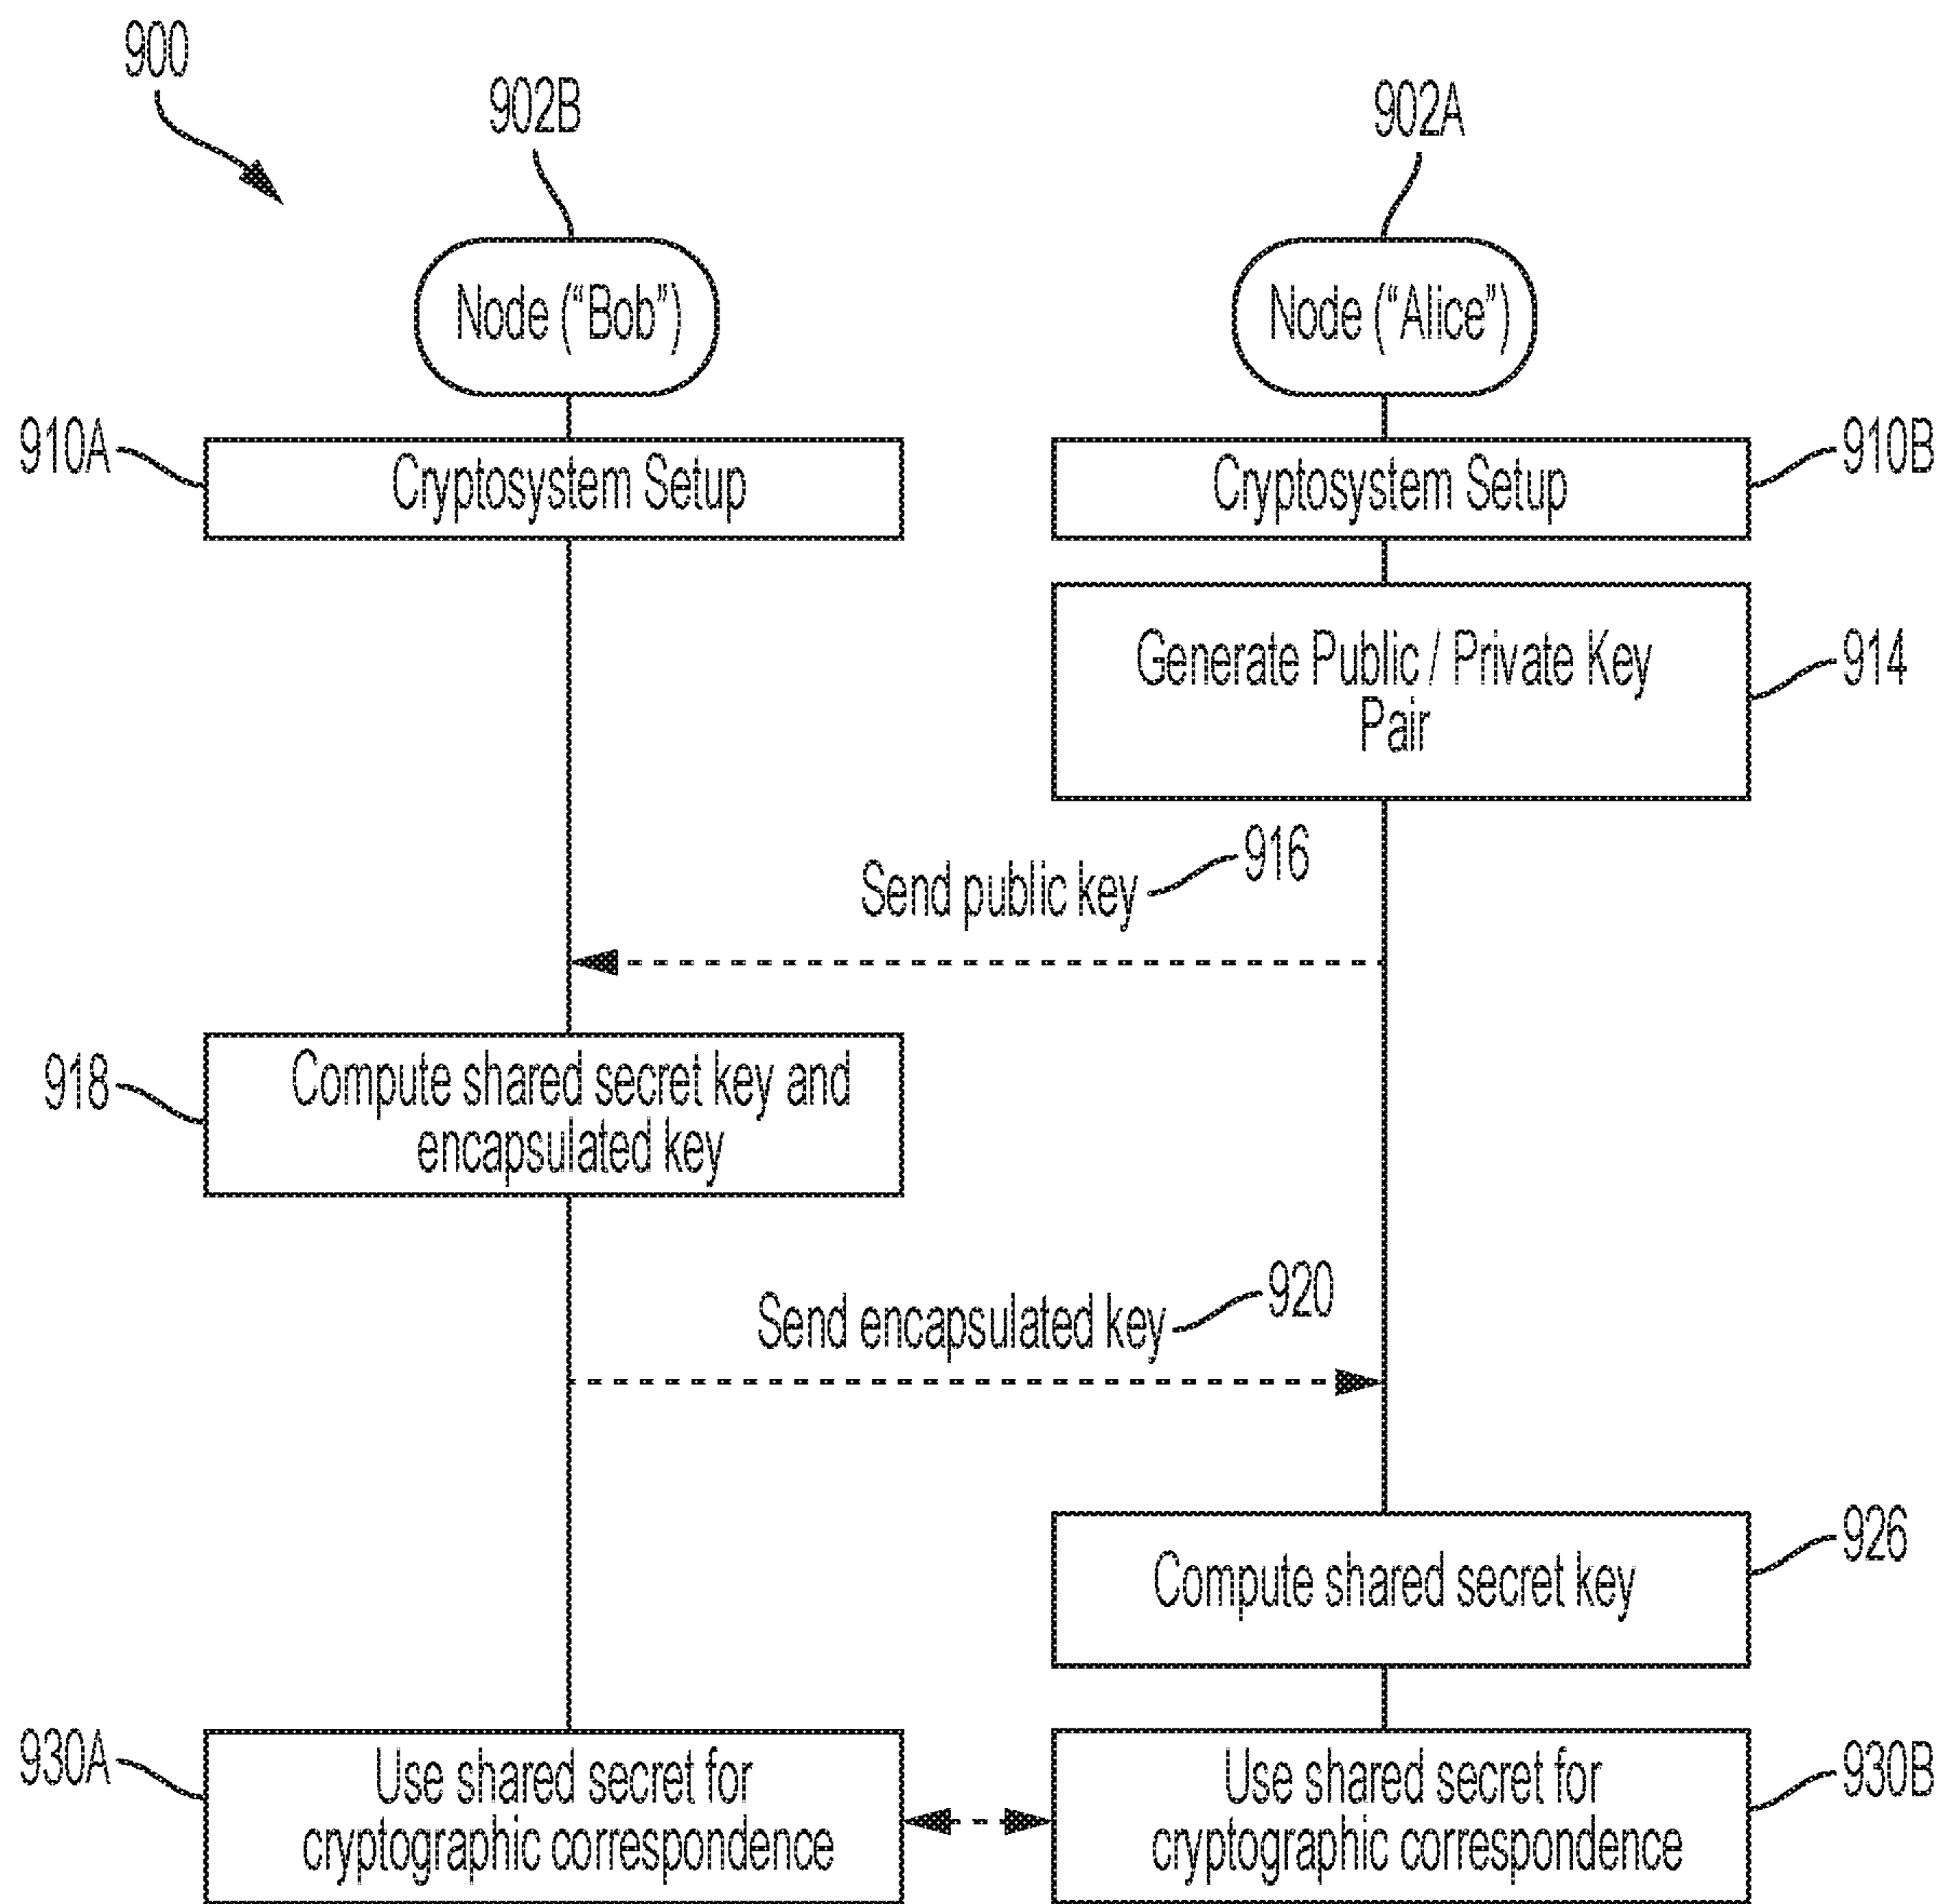 900
902B
902A
Node (“Bob”)
Node (“Alice”)
910A
Cryptosystem Setup
Cryptosystem Setup
910B
Generate Public / Private Key
Pair
914
916
Send public key
918
Compute shared secret key and
encapsulated key
920
Send encapsulated key
926
Compute shared secret key
930A
Use shared secret for
cryptographic correspondence
Use shared secret for
cryptographic correspondence
930B